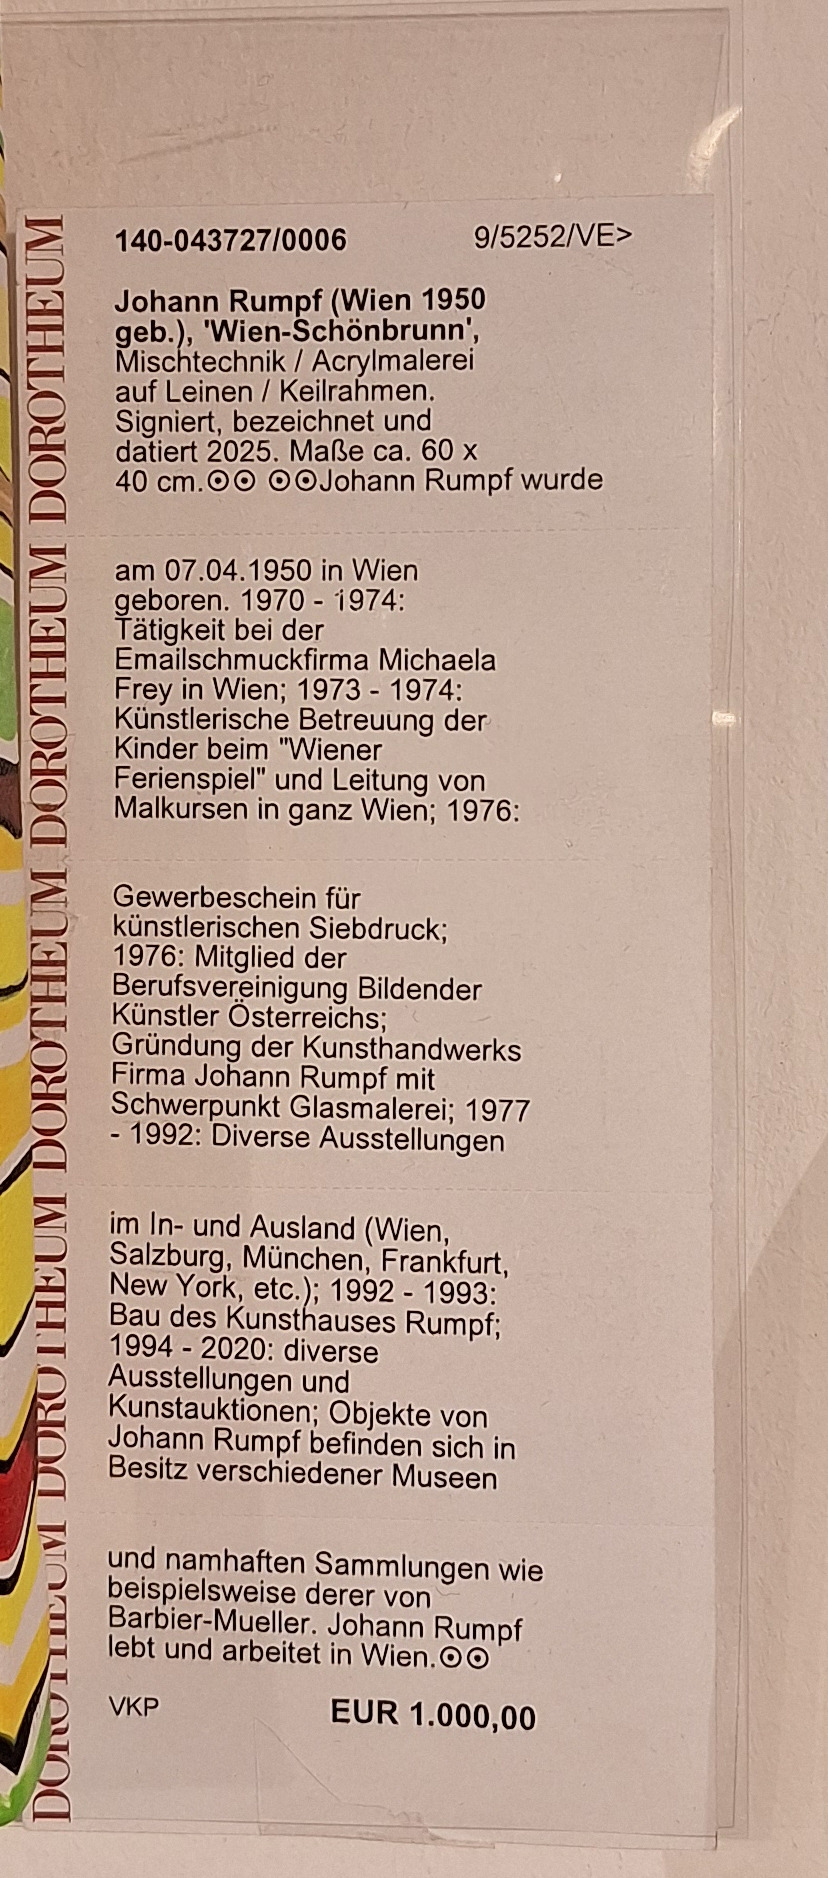 DOROTHEUM DOROTHEUM DOROTHEUM DOROTHEUM DOROTHEUM DOROTHEUM
140-043727/0006 9/5252/VE>
Johann Rumpf (Wien 1950
geb.), 'Wien-Schönbrunn',
Mischtechnik / Acrylmalerei
auf Leinen / Keilrahmen.
Signiert, bezeichnet und
datiert 2025. Maße ca. 60 x
40 cm.⊙⊙ ⊙⊙Johann Rumpf wurde
am 07.04.1950 in Wien
geboren. 1970 - 1974:
Tätigkeit bei der
Emailschmuckfirma Michaela
Frey in Wien; 1973 - 1974:
Künstlerische Betreuung der
Kinder beim "Wiener
Ferienspiel" und Leitung von
Malkursen in ganz Wien; 1976:
Gewerbeschein für
künstlerischen Siebdruck;
1976: Mitglied der
Berufsvereinigung Bildender
Künstler Österreichs;
Gründung der Kunsthandwerks
Firma Johann Rumpf mit
Schwerpunkt Glasmalerei; 1977
- 1992: Diverse Ausstellungen
im In- und Ausland (Wien,
Salzburg, München, Frankfurt,
New York, etc.); 1992 - 1993:
Bau des Kunsthauses Rumpf;
1994 - 2020: diverse
Ausstellungen und
Kunstauktionen; Objekte von
Johann Rumpf befinden sich in
Besitz verschiedener Museen
und namhaften Sammlungen wie
beispielsweise derer von
Barbier-Mueller. Johann Rumpf
lebt und arbeitet in Wien.⊙⊙
VKP EUR 1.000,00